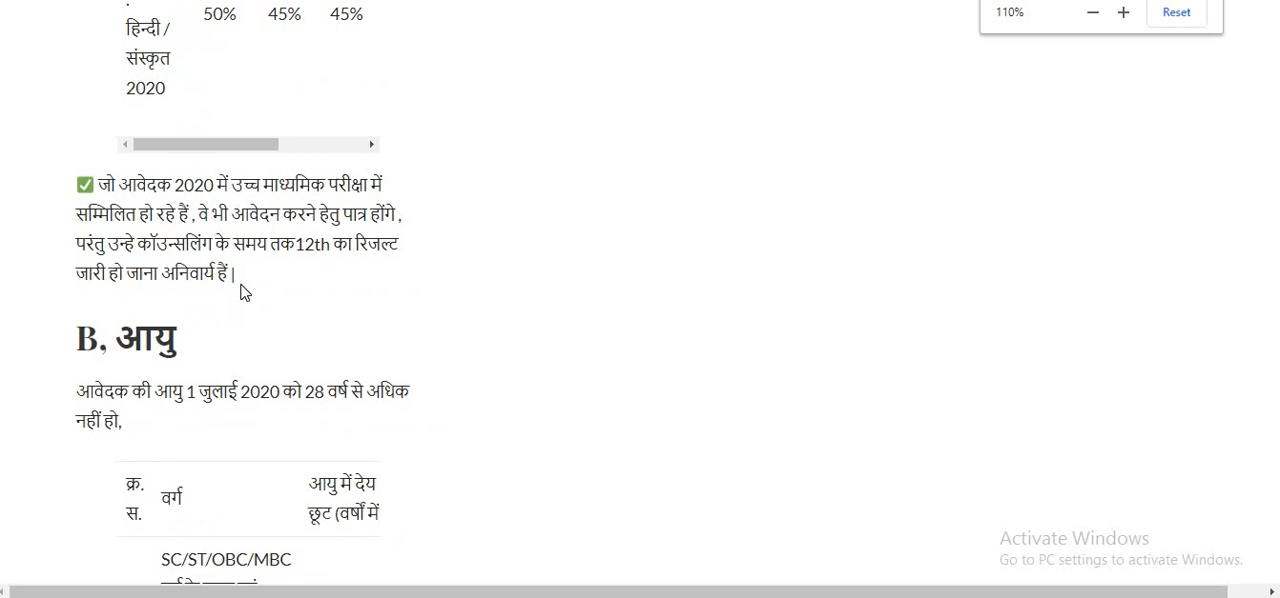 110%
Reset
50% 45% 45%
हिन्दी /
संस्कृत
2020
✅ जो आवेदक 2020 में उच्च माध्यमिक परीक्षा में
सम्मिलित हो रहे हैं , वे भी आवेदन करने हेतु पात्र होंगे ,
परंतु उन्हे कॉउन्सलिंग के समय तक12th का रिजल्ट
जारी हो जाना अनिवार्य हैं |
B, आयु
आवेदक की आयु 1 जुलाई 2020 को 28 वर्ष से अधिक
नहीं हो,
क्र.
स.
वर्ग
आयु में देय
छूट (वर्षों में
SC/ST/OBC/MBC
Activate Windows
Go to PC settings to activate Windows.